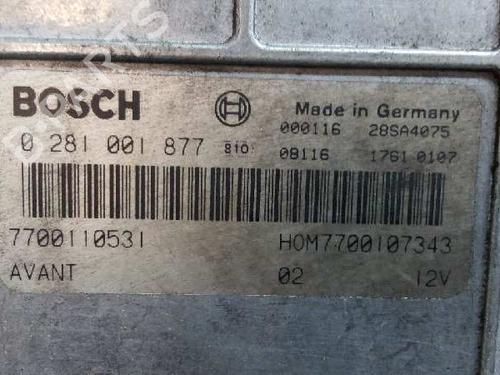 BOSCH
Made in Germany
000116 28SA4075
0 281 001 877 810
08116 1761 0107
7700110531 HOM7700107343
AVANT 02 12V